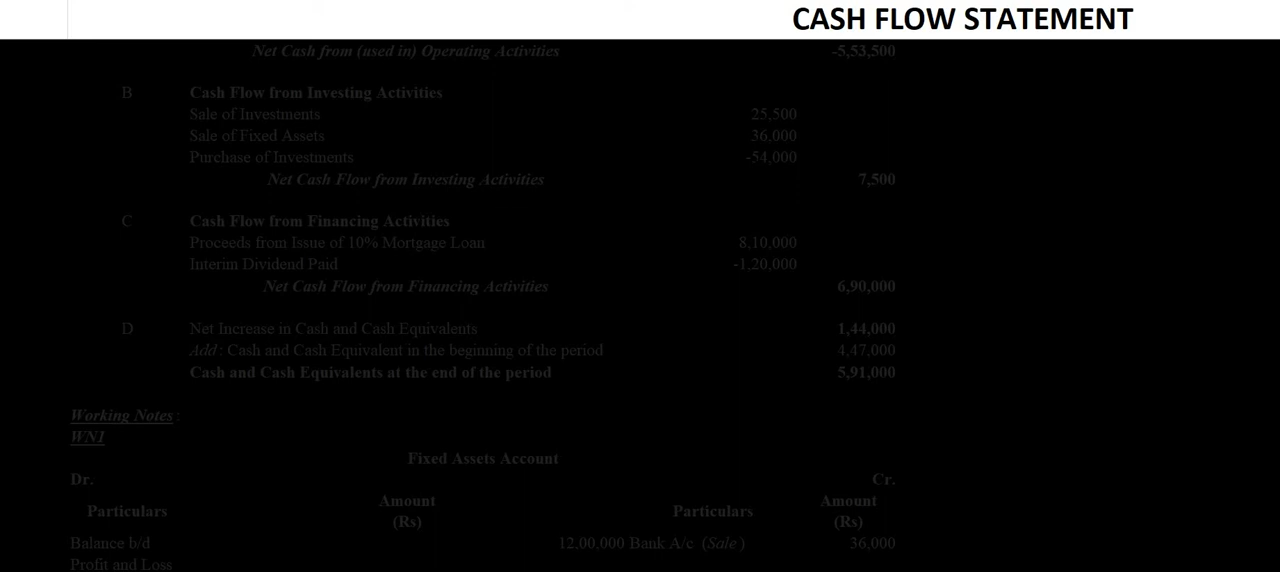 CASH FLOW STATEMENT
Net Cash from (used in) Operating Activities -5,53,500
B Cash Flow from Investing Activities
Sale of Investments 25,500
Sale of Fixed Assets 36,000
Purchase of Investments -54,000
Net Cash Flow from Investing Activities 7,500
C Cash Flow from Financing Activities
Proceeds from Issue of 10% Mortgage Loan 8,10,000
Interim Dividend Paid -1,20,000
Net Cash Flow from Financing Activities 6,90,000
D Net Increase in Cash and Cash Equivalents 1,44,000
Add : Cash and Cash Equivalent in the beginning of the period 4,47,000
Cash and Cash Equivalents at the end of the period 5,91,000
Working Notes :
WN1
Fixed Assets Account
Dr. Cr.
Particulars Amount (Rs) Particulars Amount (Rs)
Balance b/d 12,00,000 Bank A/c (Sale) 36,000
Profit and Loss